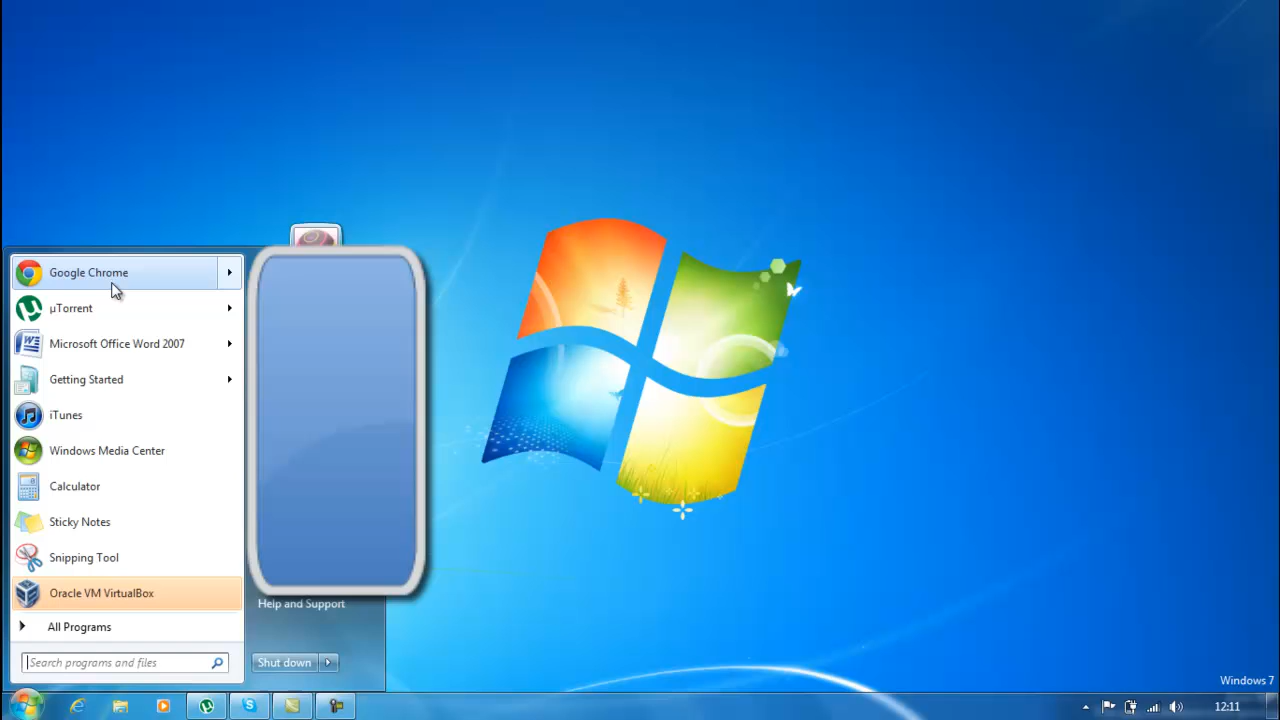 Google Chrome
µTorrent
Microsoft Office Word 2007
Getting Started
iTunes
Windows Media Center
Calculator
Sticky Notes
Snipping Tool
Oracle VM VirtualBox
All Programs
Search programs and files
Help and Support
Shut down
Windows 7
12:11